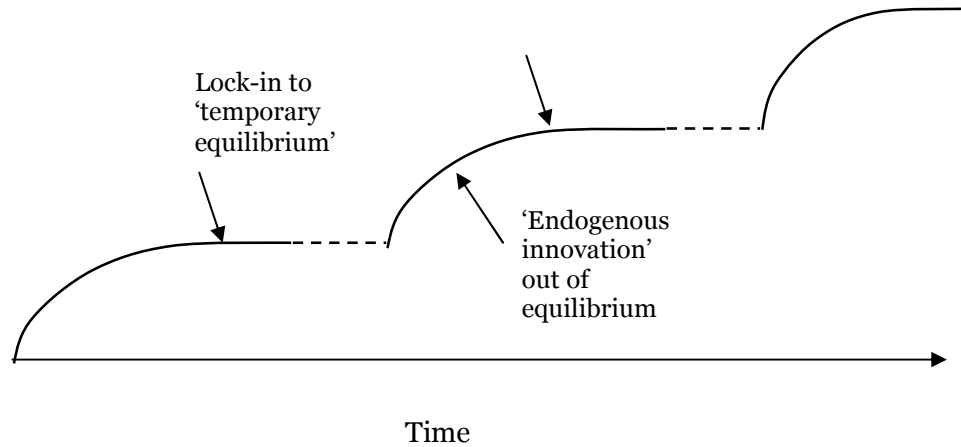 Lock-in to
‘temporary
equilibrium’
‘Endogenous
innovation’
out of
equilibrium
Time